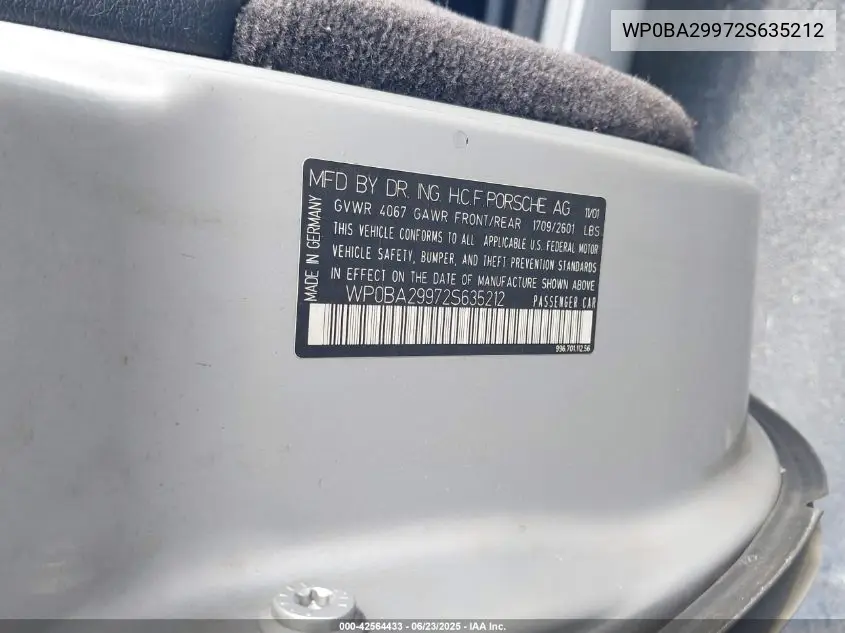 WP0BA29972S635212
MFD BY DR. ING. H.C.F. PORSCHE AG 11/01
GVWR 4067 GAWR FRONT/REAR 1709/2601 LBS
THIS VEHICLE CONFORMS TO ALL APPLICABLE U.S. FEDERAL MOTOR
VEHICLE SAFETY, BUMPER, AND THEFT PREVENTION STANDARDS
IN EFFECT ON THE DATE OF MANUFACTURE SHOWN ABOVE
WP0BA29972S635212 PASSENGER CAR
MADE IN GERMANY
996.701.112.56
000-42564433 - 06/23/2025 - IAA Inc.